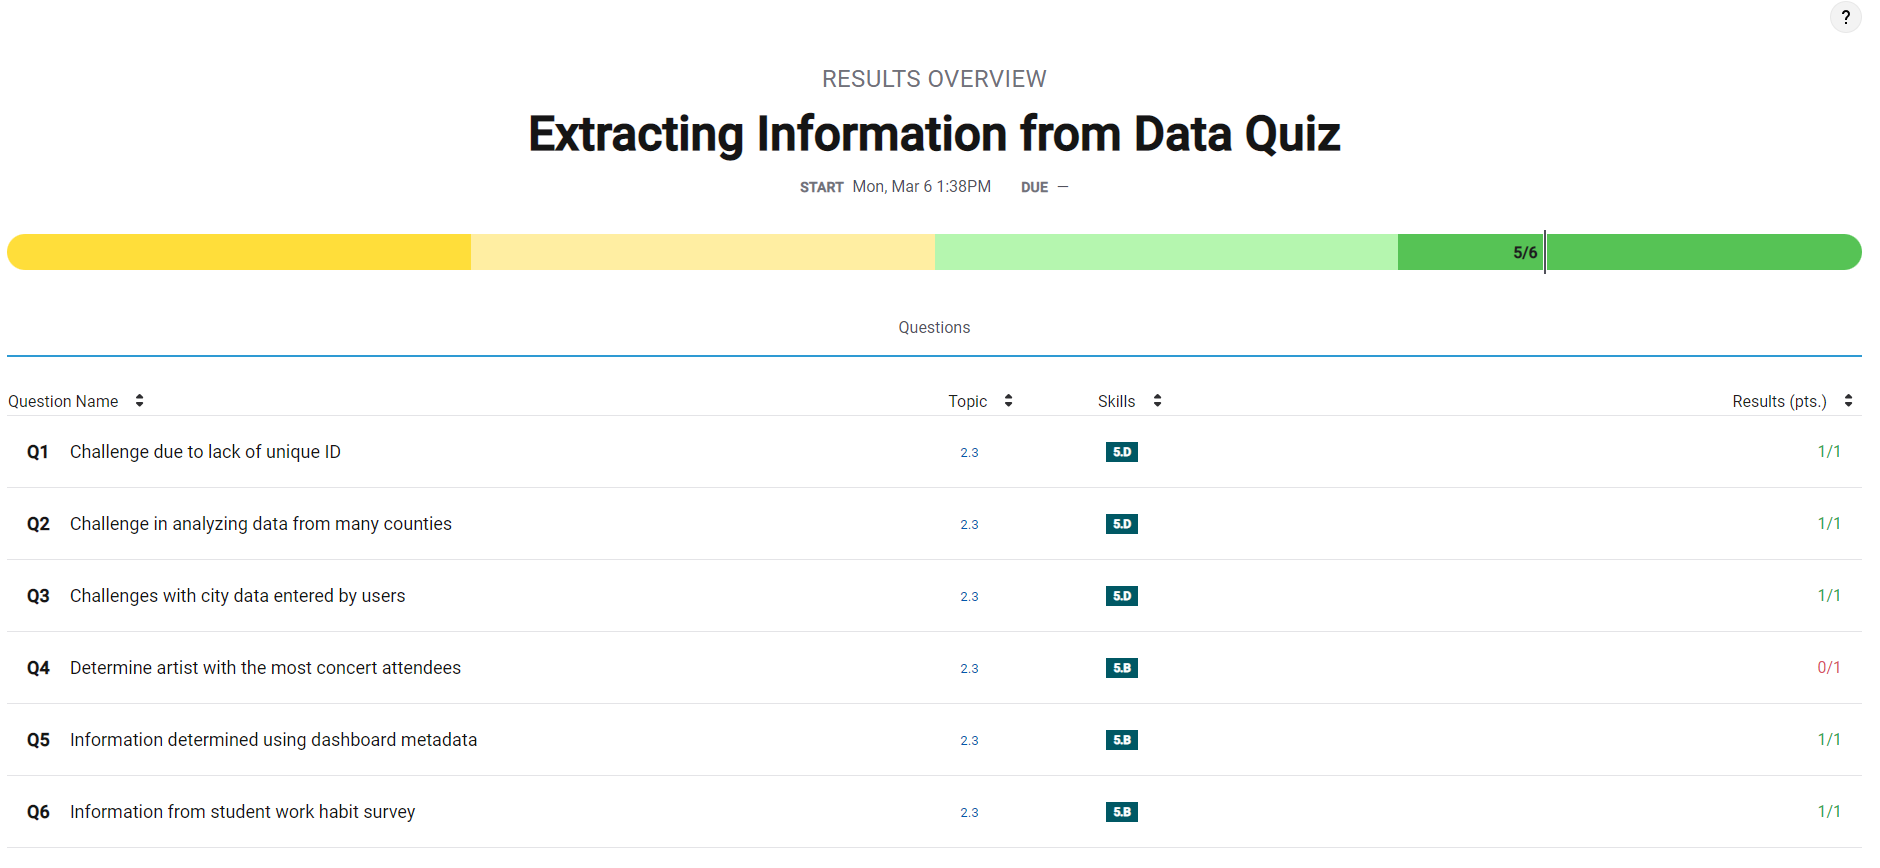 ?
RESULTS OVERVIEW
Extracting Information from Data Quiz
START Mon, Mar 6 1:38PM DUE —
5/6
Questions
Question Name Topic Skills Results (pts.)
Q1 Challenge due to lack of unique ID 2.3 5.D 1/1
Q2 Challenge in analyzing data from many counties 2.3 5.D 1/1
Q3 Challenges with city data entered by users 2.3 5.D 1/1
Q4 Determine artist with the most concert attendees 2.3 5.B 0/1
Q5 Information determined using dashboard metadata 2.3 5.B 1/1
Q6 Information from student work habit survey 2.3 5.B 1/1